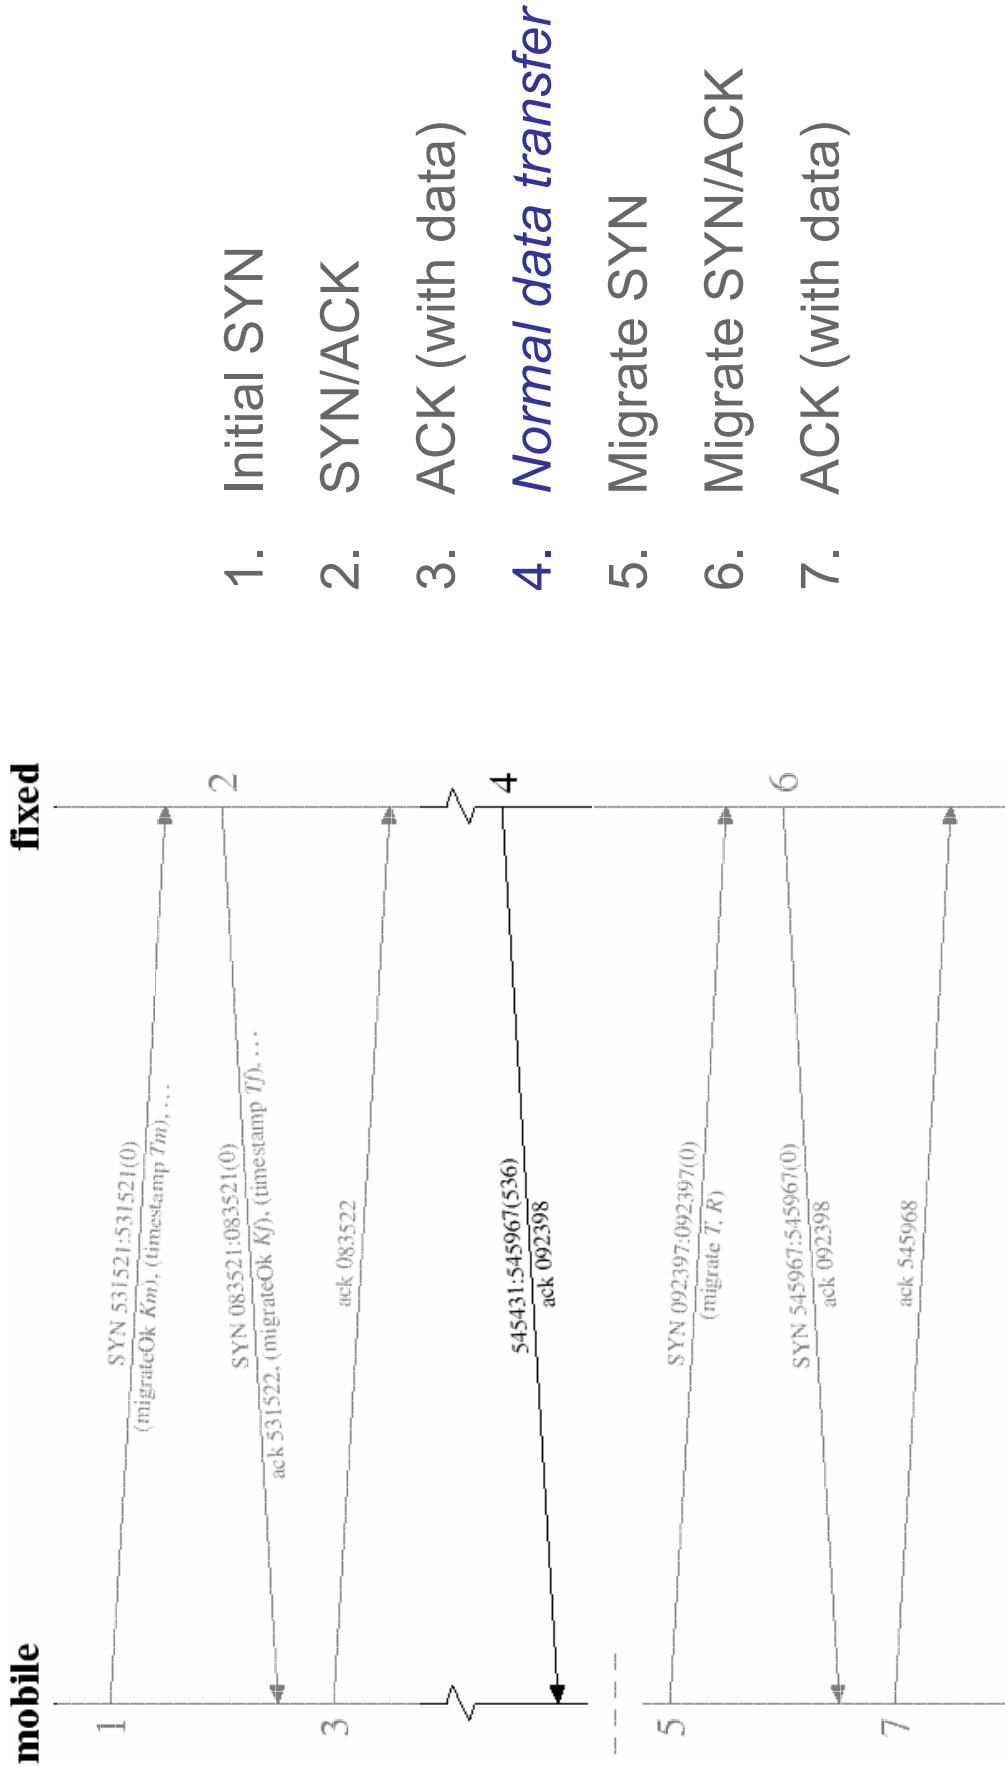 mobile
fixed
1
SYN 531521:531521(0)
(migrateOk Km), (timestamp Tm), …
2
SYN 083521:083521(0)
ack 531522, (migrateOk Kf), (timestamp Tf), …
3
ack 083522
4
545431:545967(536)
ack 092398
5
SYN 092397:092397(0)
(migrate T, R)
6
SYN 545967:545967(0)
ack 092398
7
ack 545968
1. Initial SYN
2. SYN/ACK
3. ACK (with data)
4. Normal data transfer
5. Migrate SYN
6. Migrate SYN/ACK
7. ACK (with data)